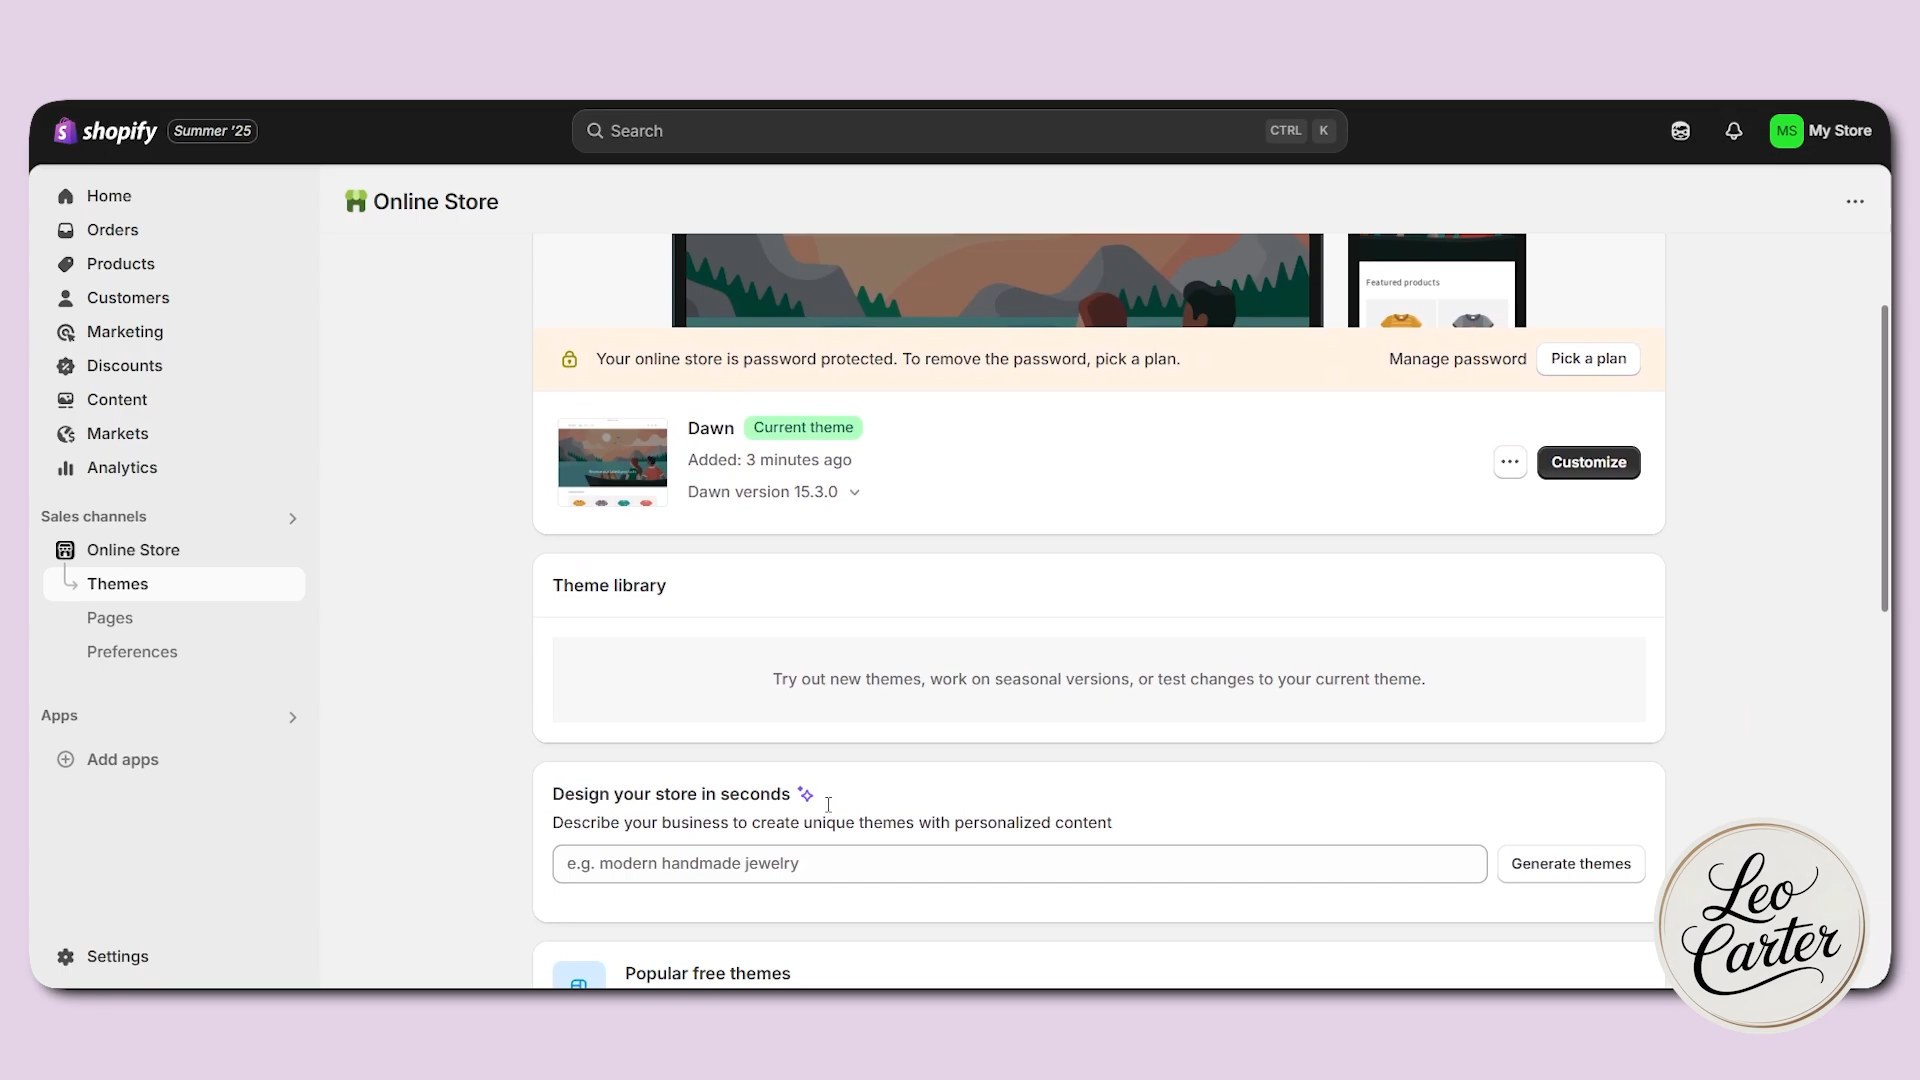 shopify Summer '25
Search
CTRL K
MS My Store
Home
Orders
Products
Customers
Marketing
Discounts
Content
Markets
Analytics
Sales channels
Online Store
Themes
Pages
Preferences
Apps
Add apps
Settings
Online Store
Featured products
Your online store is password protected. To remove the password, pick a plan.
Manage password
Pick a plan
Dawn Current theme
Added: 3 minutes ago
Dawn version 15.3.0
Customize
Theme library
Try out new themes, work on seasonal versions, or test changes to your current theme.
Design your store in seconds
Describe your business to create unique themes with personalized content
e.g. modern handmade jewelry
Generate themes
Popular free themes
Leo
Carter